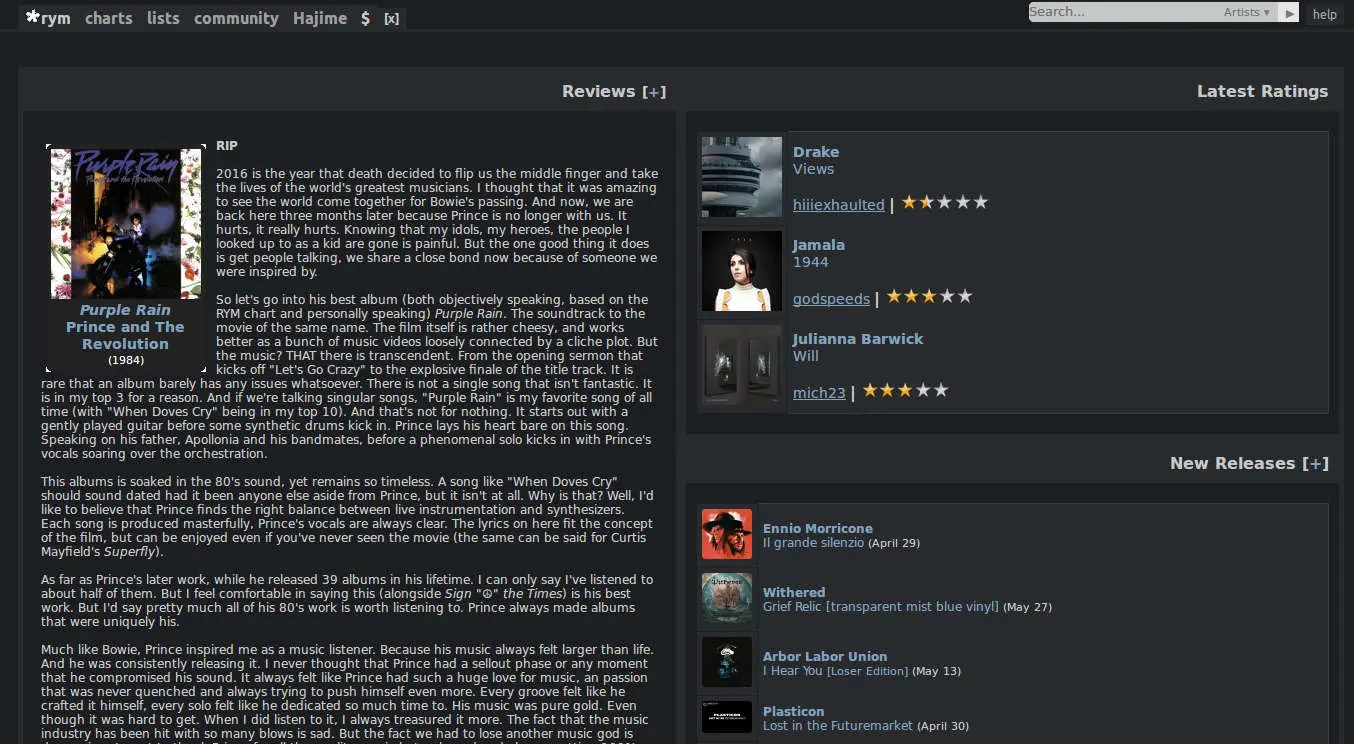 *rym charts lists community Hajime $ [x]
Search... Artists ▾ ▶ help
Reviews [+]
Purple Rain
Purple Rain
Prince and The
Revolution
(1984)
RIP
2016 is the year that death decided to flip us the middle finger and take
the lives of the world's greatest musicians. I thought that it was amazing
to see the world come together for Bowie's passing. And now, we are
back here three months later because Prince is no longer with us. It
hurts, it really hurts. Knowing that my idols, my heroes, the people I
looked up to as a kid are gone is painful. But the one good thing it does
is get people talking, we share a close bond now because of someone we
were inspired by.
So let's go into his best album (both objectively speaking, based on the
RYM chart and personally speaking) Purple Rain. The soundtrack to the
movie of the same name. The film itself is rather cheesy, and works
better as a bunch of music videos loosely connected by a cliche plot. But
the music? THAT there is transcendent. From the opening sermon that
kicks off "Let's Go Crazy" to the explosive finale of the title track. It is
rare that an album barely has any issues whatsoever. There is not a single song that isn't fantastic. It
is in my top 3 for a reason. And if we're talking singular songs, "Purple Rain" is my favorite song of all
time (with "When Doves Cry" being in my top 10). And that's not for nothing. It starts out with a
gently played guitar before some synthetic drums kick in. Prince lays his heart bare on this song.
Speaking on his father, Apollonia and his bandmates, before a phenomenal solo kicks in with Prince's
vocals soaring over the orchestration.
This albums is soaked in the 80's sound, yet remains so timeless. A song like "When Doves Cry"
should sound dated had it been anyone else aside from Prince, but it isn't at all. Why is that? Well, I'd
like to believe that Prince finds the right balance between live instrumentation and synthesizers.
Each song is produced masterfully, Prince's vocals are always clear. The lyrics on here fit the concept
of the film, but can be enjoyed even if you've never seen the movie (the same can be said for Curtis
Mayfield's Superfly).
As far as Prince's later work, while he released 39 albums in his lifetime. I can only say I've listened to
about half of them. But I feel comfortable in saying this (alongside Sign "☮" the Times) is his best
work. But I'd say pretty much all of his 80's work is worth listening to. Prince always made albums
that were uniquely his.
Much like Bowie, Prince inspired me as a music listener. Because his music always felt larger than life.
And he was consistently releasing it. I never thought that Prince had a sellout phase or any moment
that he compromised his sound. It always felt like Prince had such a huge love for music, an passion
that was never quenched and always trying to push himself even more. Every groove felt like he
crafted it himself, every solo felt like he dedicated so much time to. His music was pure gold. Even
though it was hard to get. When I did listen to it, I always treasured it more. The fact that the music
industry has been hit with so many blows is sad. But the fact we had to lose another music god is
Latest Ratings
Drake
Views
hiiiexhaulted |
Jamala
1944
godspeeds |
Julianna Barwick
Will
mich23 |
New Releases [+]
Ennio Morricone
Il grande silenzio (April 29)
Withered
Withered
Grief Relic [transparent mist blue vinyl] (May 27)
Arbor Labor Union
I Hear You [Loser Edition] (May 13)
PLASTICON
Plasticon
Lost in the Futuremarket (April 30)